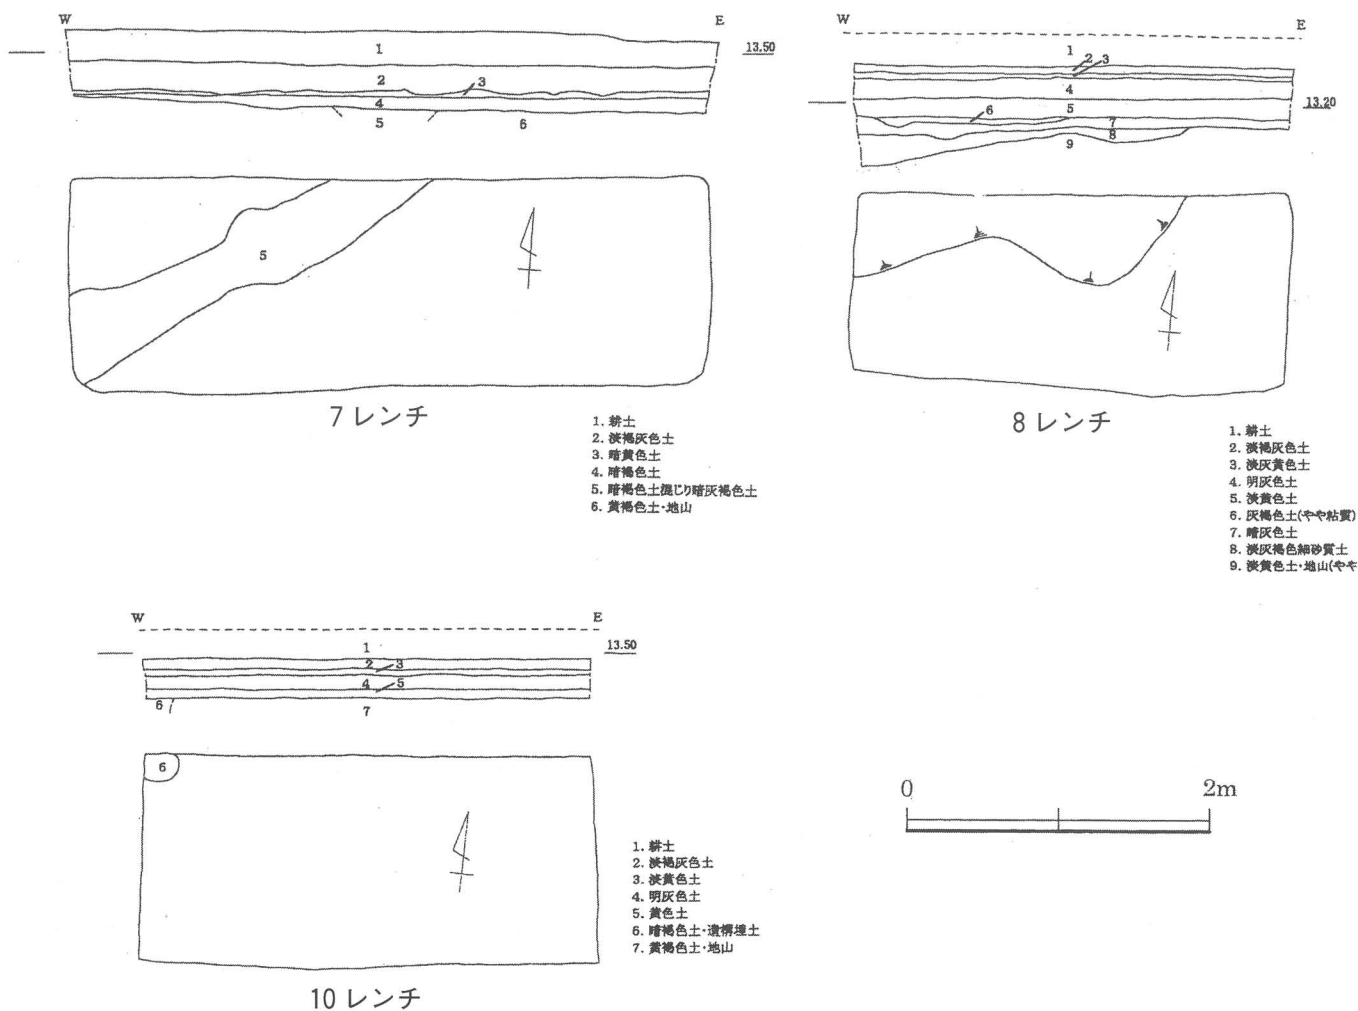 W
E
13.50
1
2
3
4
5
6
5
7レンチ
1. 耕土
2. 淡褐灰色土
3. 暗黄色土
4. 暗褐色土
5. 暗褐色土混じり暗灰褐色土
6. 黄褐色土・地山
W
E
13.20
1
2 3
4
5
6
7
8
9
8レンチ
1. 耕土
2. 淡褐灰色土
3. 淡灰黄色土
4. 明灰色土
5. 淡黄色土
6. 灰褐色土(やや粘質)
7. 暗灰色土
8. 淡灰褐色細砂質土
9. 淡黄色土・地山(やや
W
E
13.50
1
2 3
4 5
6
7
6
10レンチ
1. 耕土
2. 淡褐灰色土
3. 淡黄色土
4. 明灰色土
5. 黄色土
6. 暗褐色土・遺構埋土
7. 黄褐色土・地山
0 2m